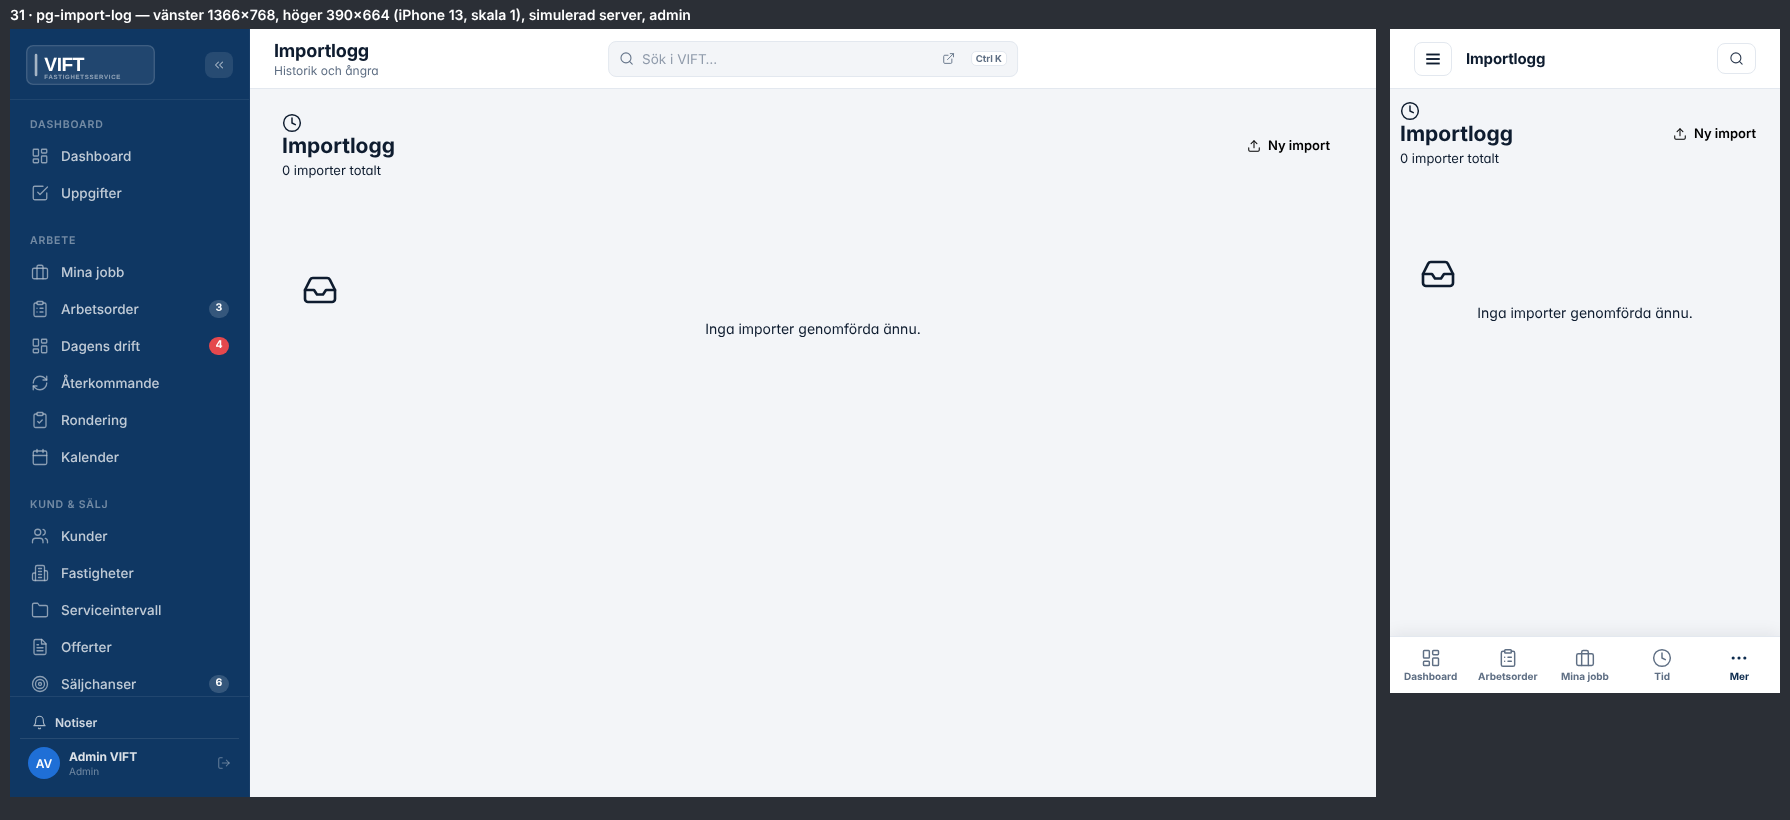 31 · pg-import-log — vänster 1366×768, höger 390×664 (iPhone 13, skala 1), simulerad server, admin
VIFT
FASTIGHETSSERVICE
DASHBOARD
Dashboard
Uppgifter
ARBETE
Mina jobb
Arbetsorder 3
Dagens drift 4
Återkommande
Rondering
Kalender
KUND & SÄLJ
Kunder
Fastigheter
Serviceintervall
Offerter
Säljchanser 6
Notiser
AV Admin VIFT
Admin
Importlogg
Historik och ångra
Sök i VIFT... Ctrl K
Importlogg
0 importer totalt
Ny import
Inga importer genomförda ännu.
Importlogg
Importlogg
0 importer totalt
Ny import
Inga importer genomförda ännu.
Dashboard Arbetsorder Mina jobb Tid Mer